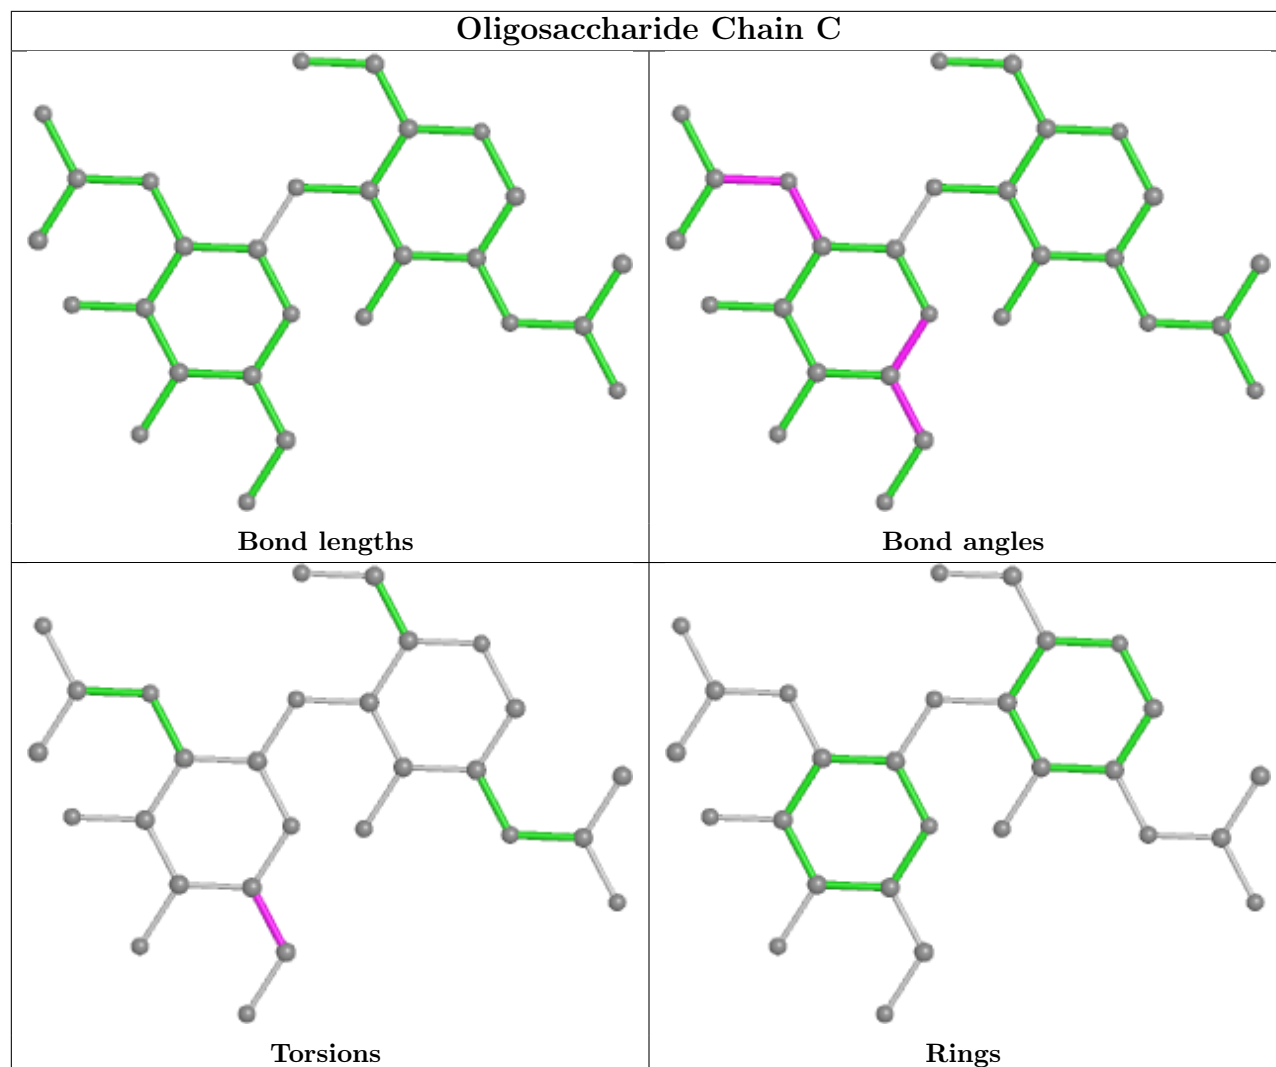 Oligosaccharide Chain C
Bond lengths
Bond angles
Torsions
Rings